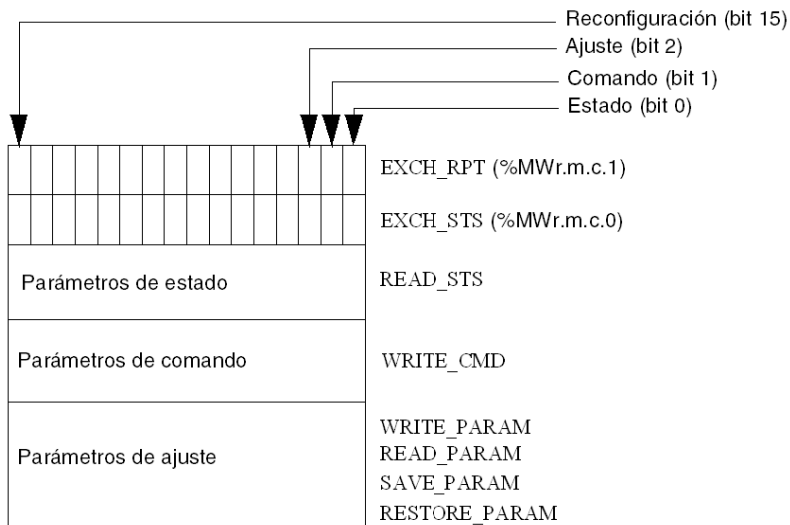 Reconfiguración (bit 15)
Ajuste (bit 2)
Comando (bit 1)
Estado (bit 0)
EXCH_RPT (%MWr.m.c.1)
EXCH_STS (%MWr.m.c.0)
Parámetros de estado READ_STS
Parámetros de comando WRITE_CMD
WRITE_PARAM
Parámetros de ajuste READ_PARAM
SAVE_PARAM
RESTORE_PARAM